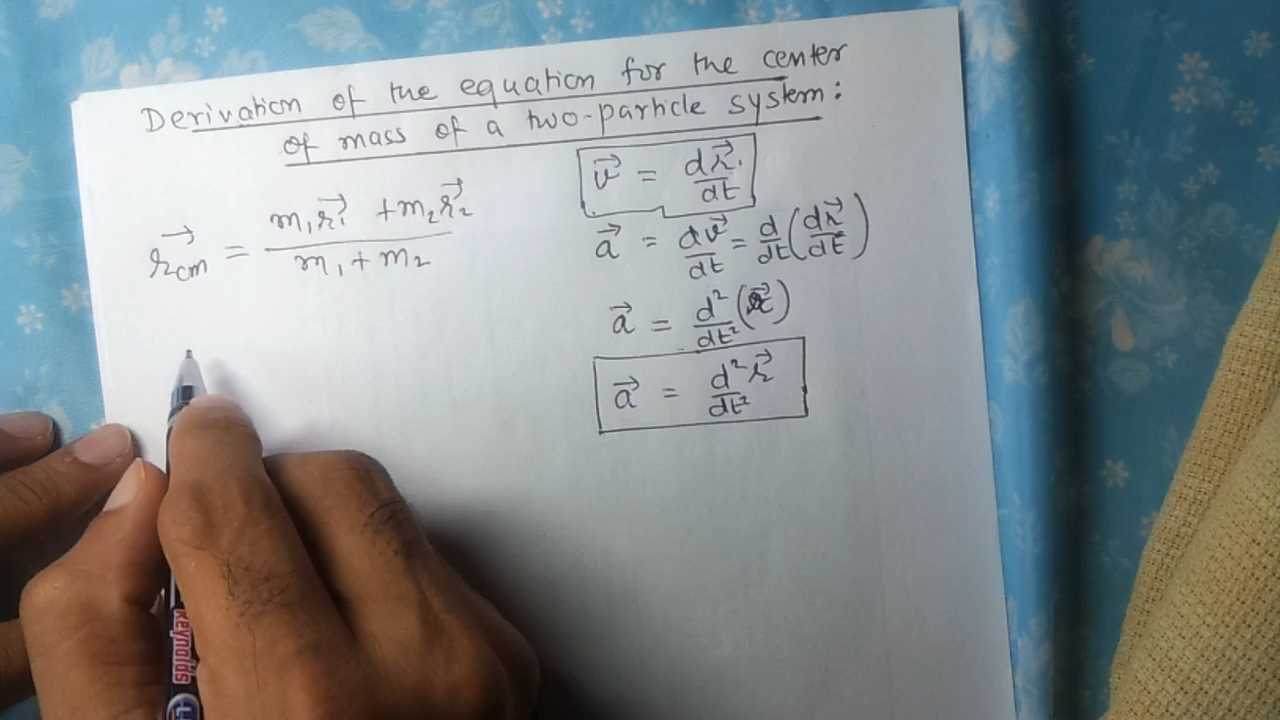 Derivation of the equation for the center
of mass of a two-particle system:
r⃗cm = (m₁r⃗₁ + m₂r⃗₂) / (m₁ + m₂)
v⃗ = dr⃗/dt
a⃗ = dv⃗/dt = d/dt (dr⃗/dt)
a⃗ = d²/dt² (r⃗)
a⃗ = d²r⃗/dt²
Reynolds